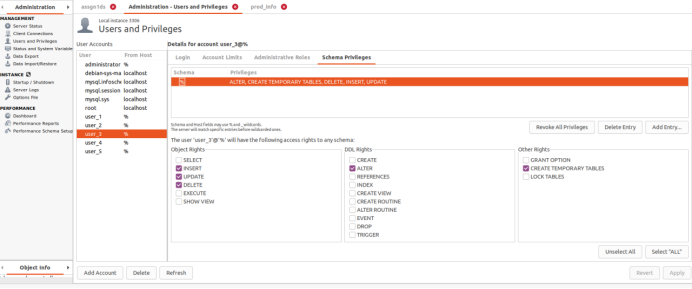 Administration
assgn1ds
Administration - Users and Privileges
prod_info
MANAGEMENT
Server Status
Client Connections
Users and Privileges
Status and System Variable
Data Export
Data Import/Restore
INSTANCE
Startup / Shutdown
Server Logs
Options File
PERFORMANCE
Dashboard
Performance Reports
Performance Schema Setup
Object Info
Local instance 3306
Users and Privileges
User Accounts
User From Host
administrator %
debian-sys-ma localhost
mysql.infosche localhost
mysql.session localhost
mysql.sys localhost
root localhost
user_1 %
user_2 %
user_3 %
user_4 %
user_5 %
Details for account user_3@%
Login Account Limits Administrative Roles Schema Privileges
Schema Privileges
% ALTER, CREATE TEMPORARY TABLES, DELETE, INSERT, UPDATE
Schema and Host fields may use % and _ wildcards.
The server will match specific entries before wildcarded ones.
Revoke All Privileges Delete Entry Add Entry...
The user 'user_3'@'%' will have the following access rights to any schema:
Object Rights
SELECT
INSERT
UPDATE
DELETE
EXECUTE
SHOW VIEW
DDL Rights
CREATE
ALTER
REFERENCES
INDEX
CREATE VIEW
CREATE ROUTINE
ALTER ROUTINE
EVENT
DROP
TRIGGER
Other Rights
GRANT OPTION
CREATE TEMPORARY TABLES
LOCK TABLES
Unselect All Select "ALL"
Add Account Delete Refresh
Revert Apply